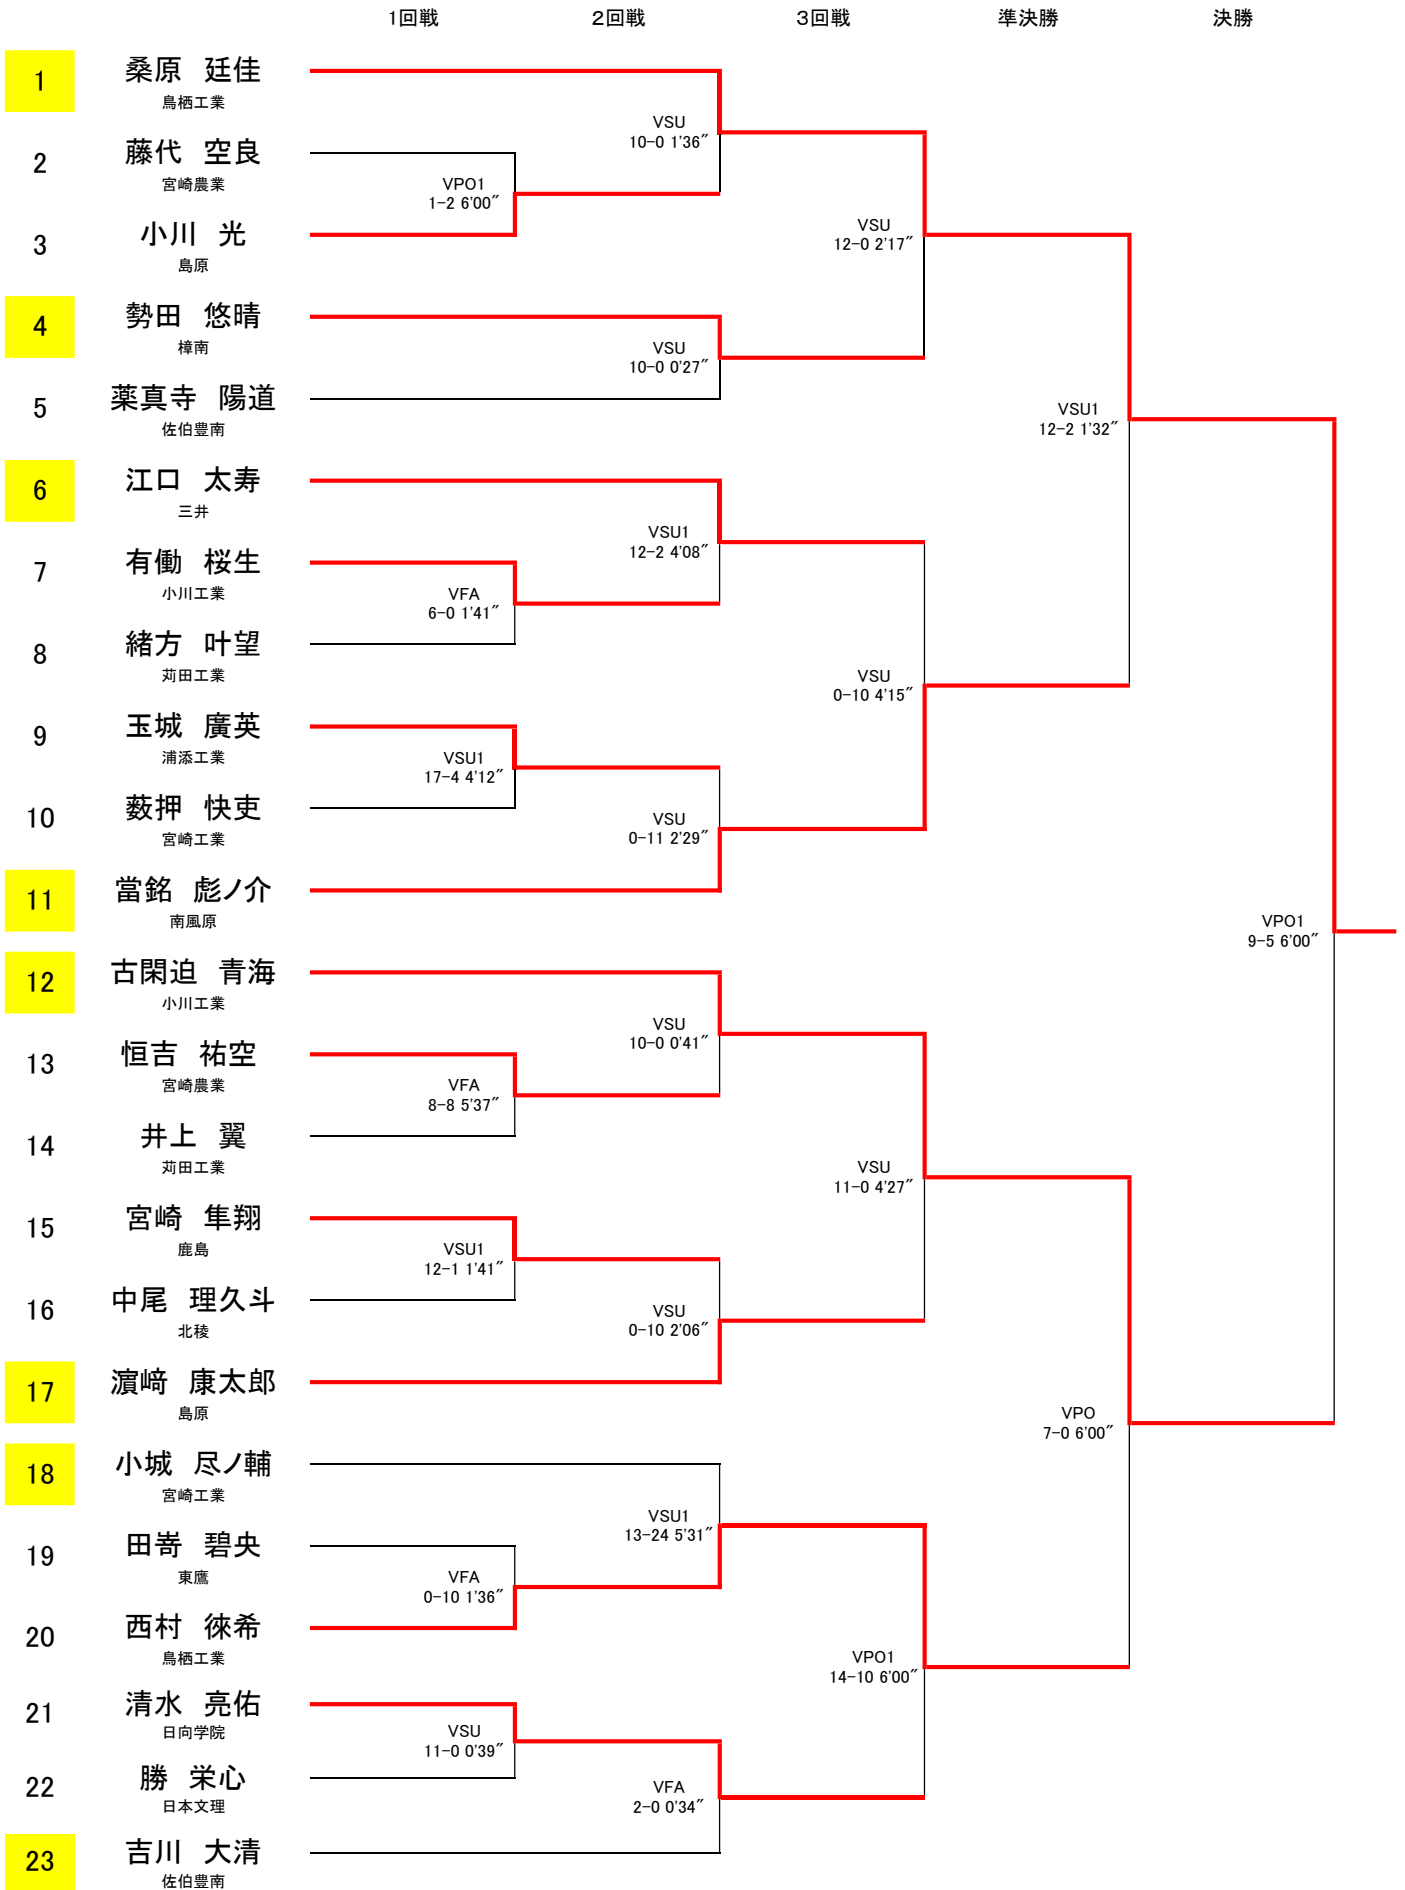 1回戦 2回戦 3回戦 準決勝 決勝
1 桑原 廷佳
鳥栖工業
VSU
10-0 1'36"
2 藤代 空良
宮崎農業
VPO1
1-2 6'00"
3 小川 光
島原
VSU
12-0 2'17"
4 勢田 悠晴
樟南
VSU
10-0 0'27"
5 薬真寺 陽道
佐伯豊南
VSU1
12-2 1'32"
6 江口 太寿
三井
VSU1
12-2 4'08"
7 有働 桜生
小川工業
VFA
6-0 1'41"
8 緒方 叶望
苅田工業
VSU
0-10 4'15"
9 玉城 廣英
浦添工業
VSU1
17-4 4'12"
10 薮押 快吏
宮崎工業
VSU
0-11 2'29"
11 當銘 彪ノ介
南風原
VPO1
9-5 6'00"
12 古閑迫 青海
小川工業
VSU
10-0 0'41"
13 恒吉 祐空
宮崎農業
VFA
8-8 5'37"
14 井上 翼
苅田工業
VSU
11-0 4'27"
15 宮崎 隼翔
鹿島
VSU1
12-1 1'41"
16 中尾 理久斗
北稜
VSU
0-10 2'06"
17 濵﨑 康太郎
島原
VPO
7-0 6'00"
18 小城 尽ノ輔
宮崎工業
VSU1
13-24 5'31"
19 田嵜 碧央
東鷹
VFA
0-10 1'36"
20 西村 徠希
鳥栖工業
VPO1
14-10 6'00"
21 清水 亮佑
日向学院
VSU
11-0 0'39"
22 勝 栄心
日本文理
VFA
2-0 0'34"
23 吉川 大清
佐伯豊南